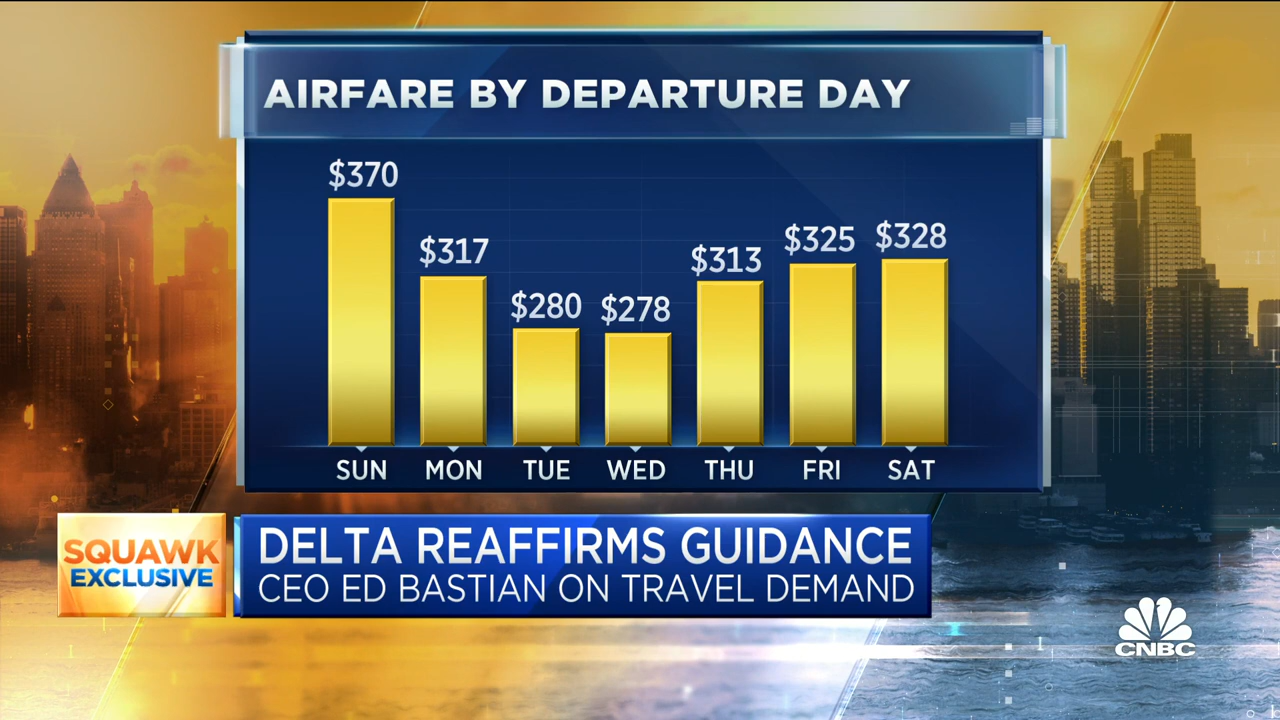 AIRFARE BY DEPARTURE DAY
$370
$317
$280
$278
$313
$325
$328
SUN
MON
TUE
WED
THU
FRI
SAT
SQUAWK
EXCLUSIVE
DELTA REAFFIRMS GUIDANCE
CEO ED BASTIAN ON TRAVEL DEMAND
CNBC